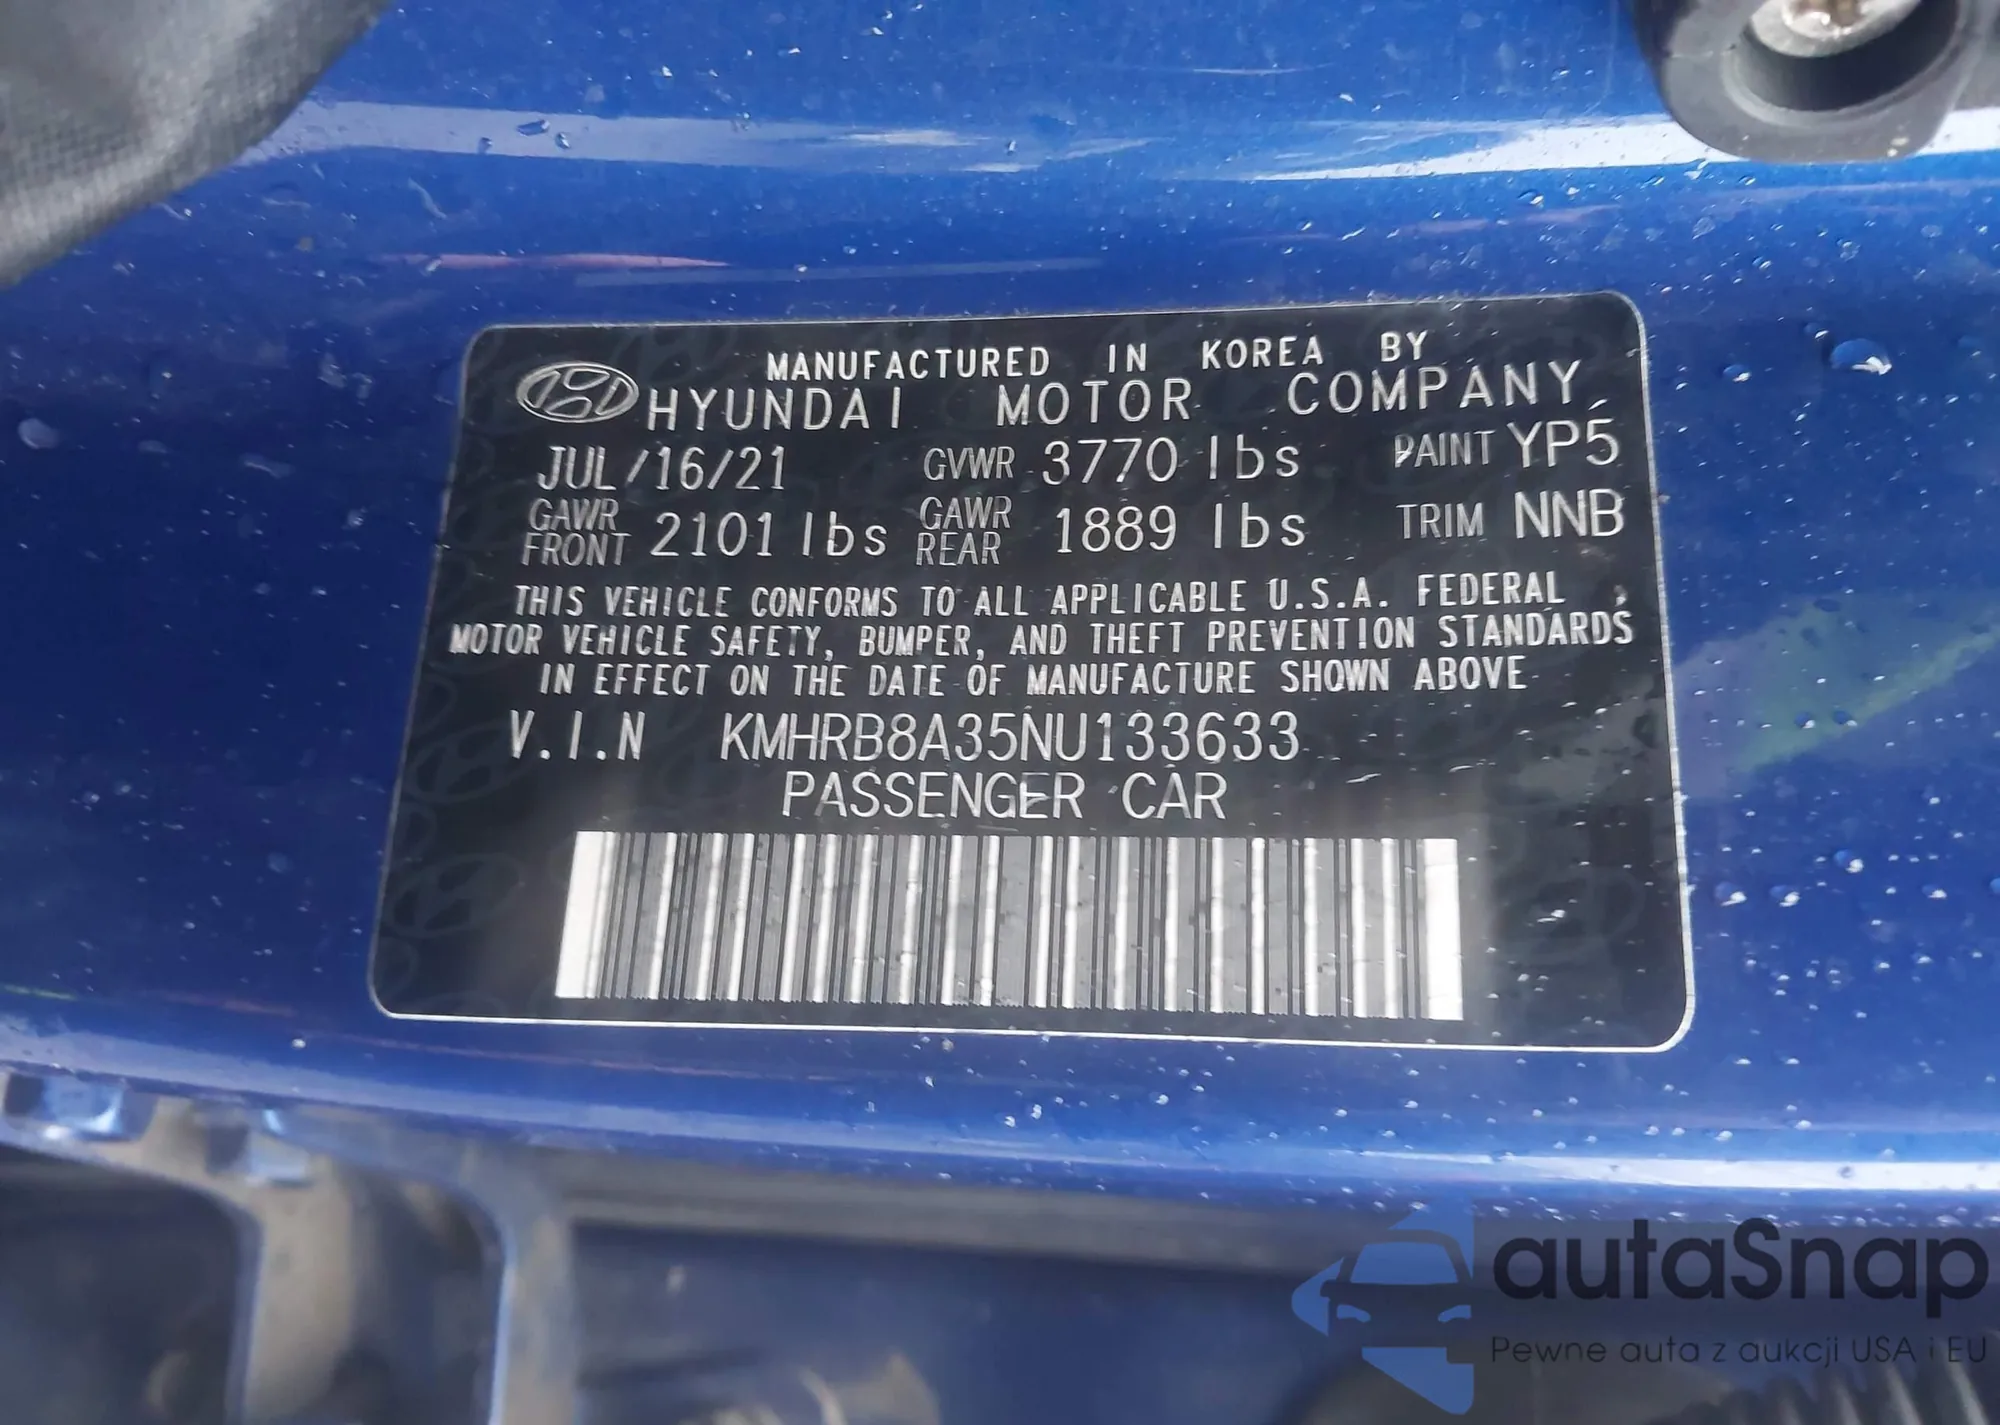 MANUFACTURED IN KOREA BY
HYUNDAI MOTOR COMPANY
JUL/16/21 GVWR 3770 lbs PAINT YP5
GAWR FRONT 2101 lbs GAWR REAR 1889 lbs TRIM NNB
THIS VEHICLE CONFORMS TO ALL APPLICABLE U.S.A. FEDERAL
MOTOR VEHICLE SAFETY, BUMPER, AND THEFT PREVENTION STANDARDS
IN EFFECT ON THE DATE OF MANUFACTURE SHOWN ABOVE
V.I.N KMHRB8A35NU133633
PASSENGER CAR
autaSnap
Pewne auta z aukcji USA i EU